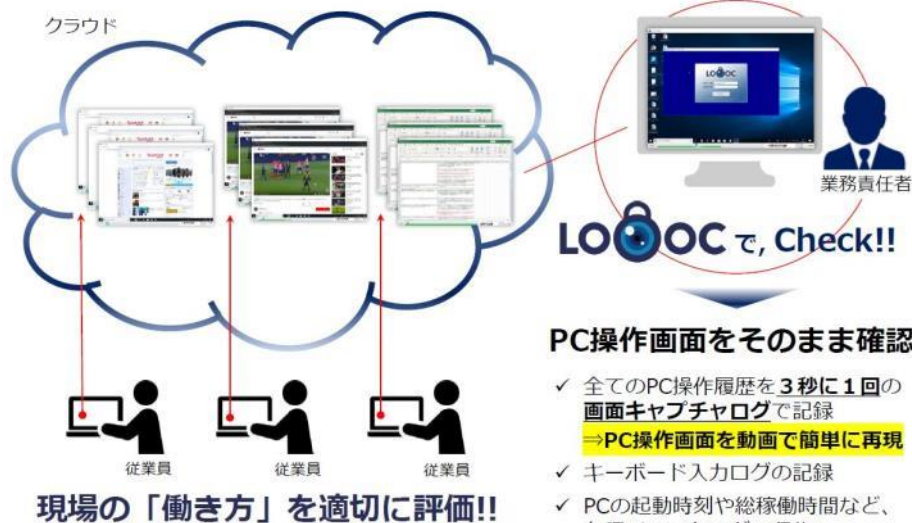 クラウド
業務責任者
LOOOC で, Check!!
PC操作画面をそのまま確認
✓ 全てのPC操作履歴を３秒に１回の
画面キャプチャログで記録
⇒PC操作画面を動画で簡単に再現
✓ キーボード入力ログの記録
✓ PCの起動時刻や総稼働時間など、
従業員
従業員
従業員
現場の「働き方」を適切に評価!!